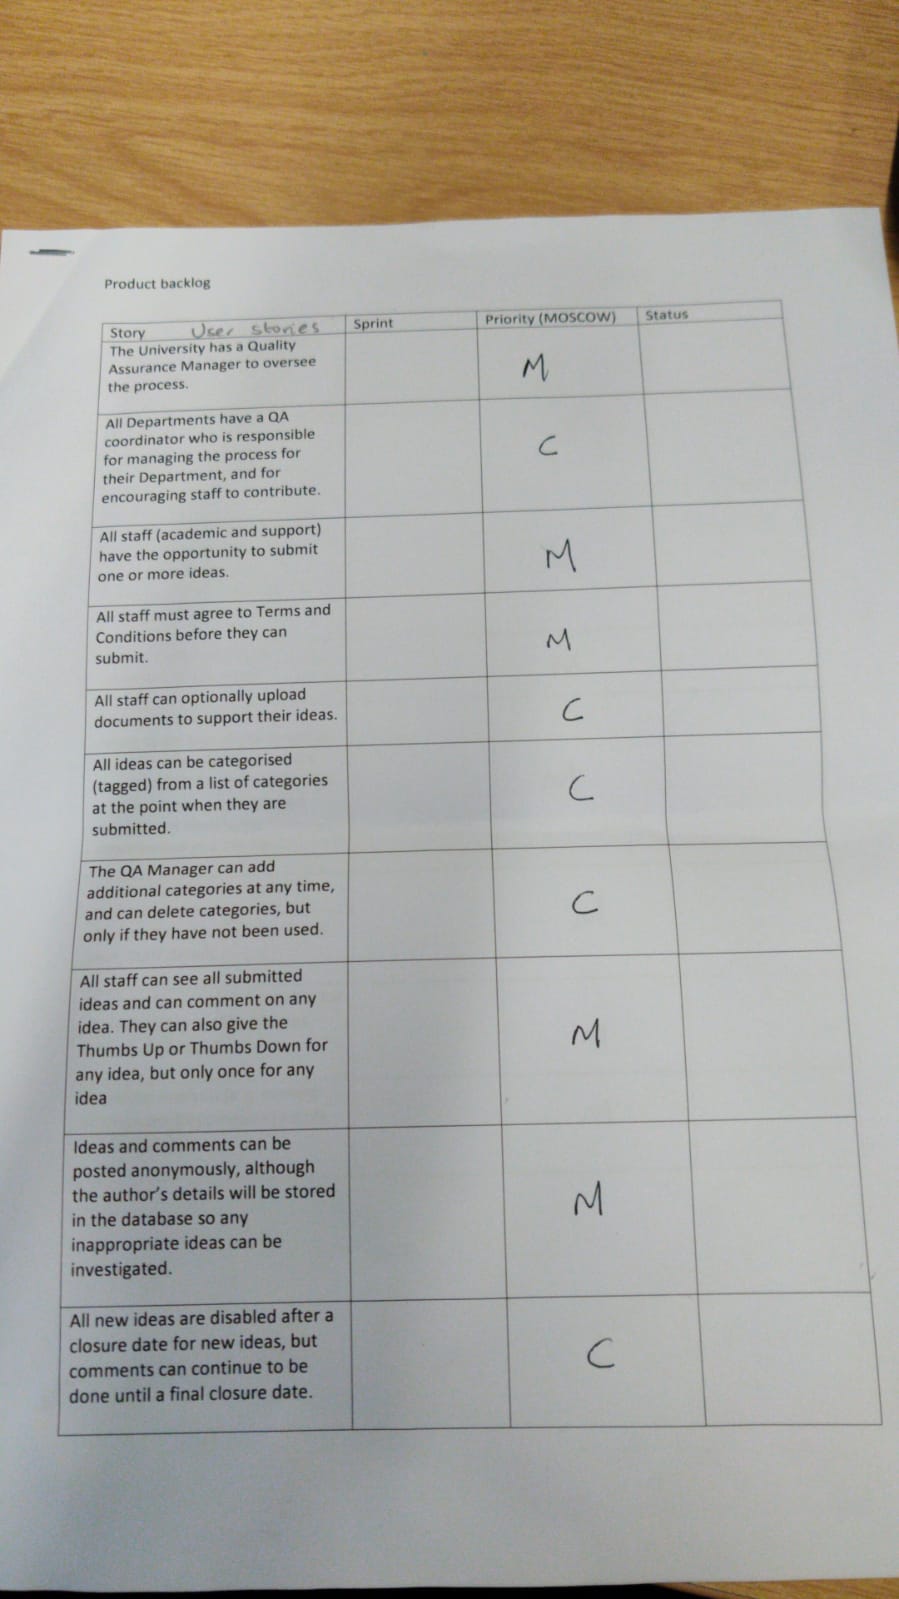 Product backlog
Story User stories Sprint Priority (MOSCOW) Status
The University has a Quality
Assurance Manager to oversee
the process.
M
All Departments have a QA
coordinator who is responsible
for managing the process for
their Department, and for
encouraging staff to contribute.
C
All staff (academic and support)
have the opportunity to submit
one or more ideas.
M
All staff must agree to Terms and
Conditions before they can
submit.
M
All staff can optionally upload
documents to support their ideas.
C
All ideas can be categorised
(tagged) from a list of categories
at the point when they are
submitted.
C
The QA Manager can add
additional categories at any time,
and can delete categories, but
only if they have not been used.
C
All staff can see all submitted
ideas and can comment on any
idea. They can also give the
Thumbs Up or Thumbs Down for
any idea, but only once for any
idea
M
Ideas and comments can be
posted anonymously, although
the author's details will be stored
in the database so any
inappropriate ideas can be
investigated.
M
All new ideas are disabled after a
closure date for new ideas, but
comments can continue to be
done until a final closure date.
C